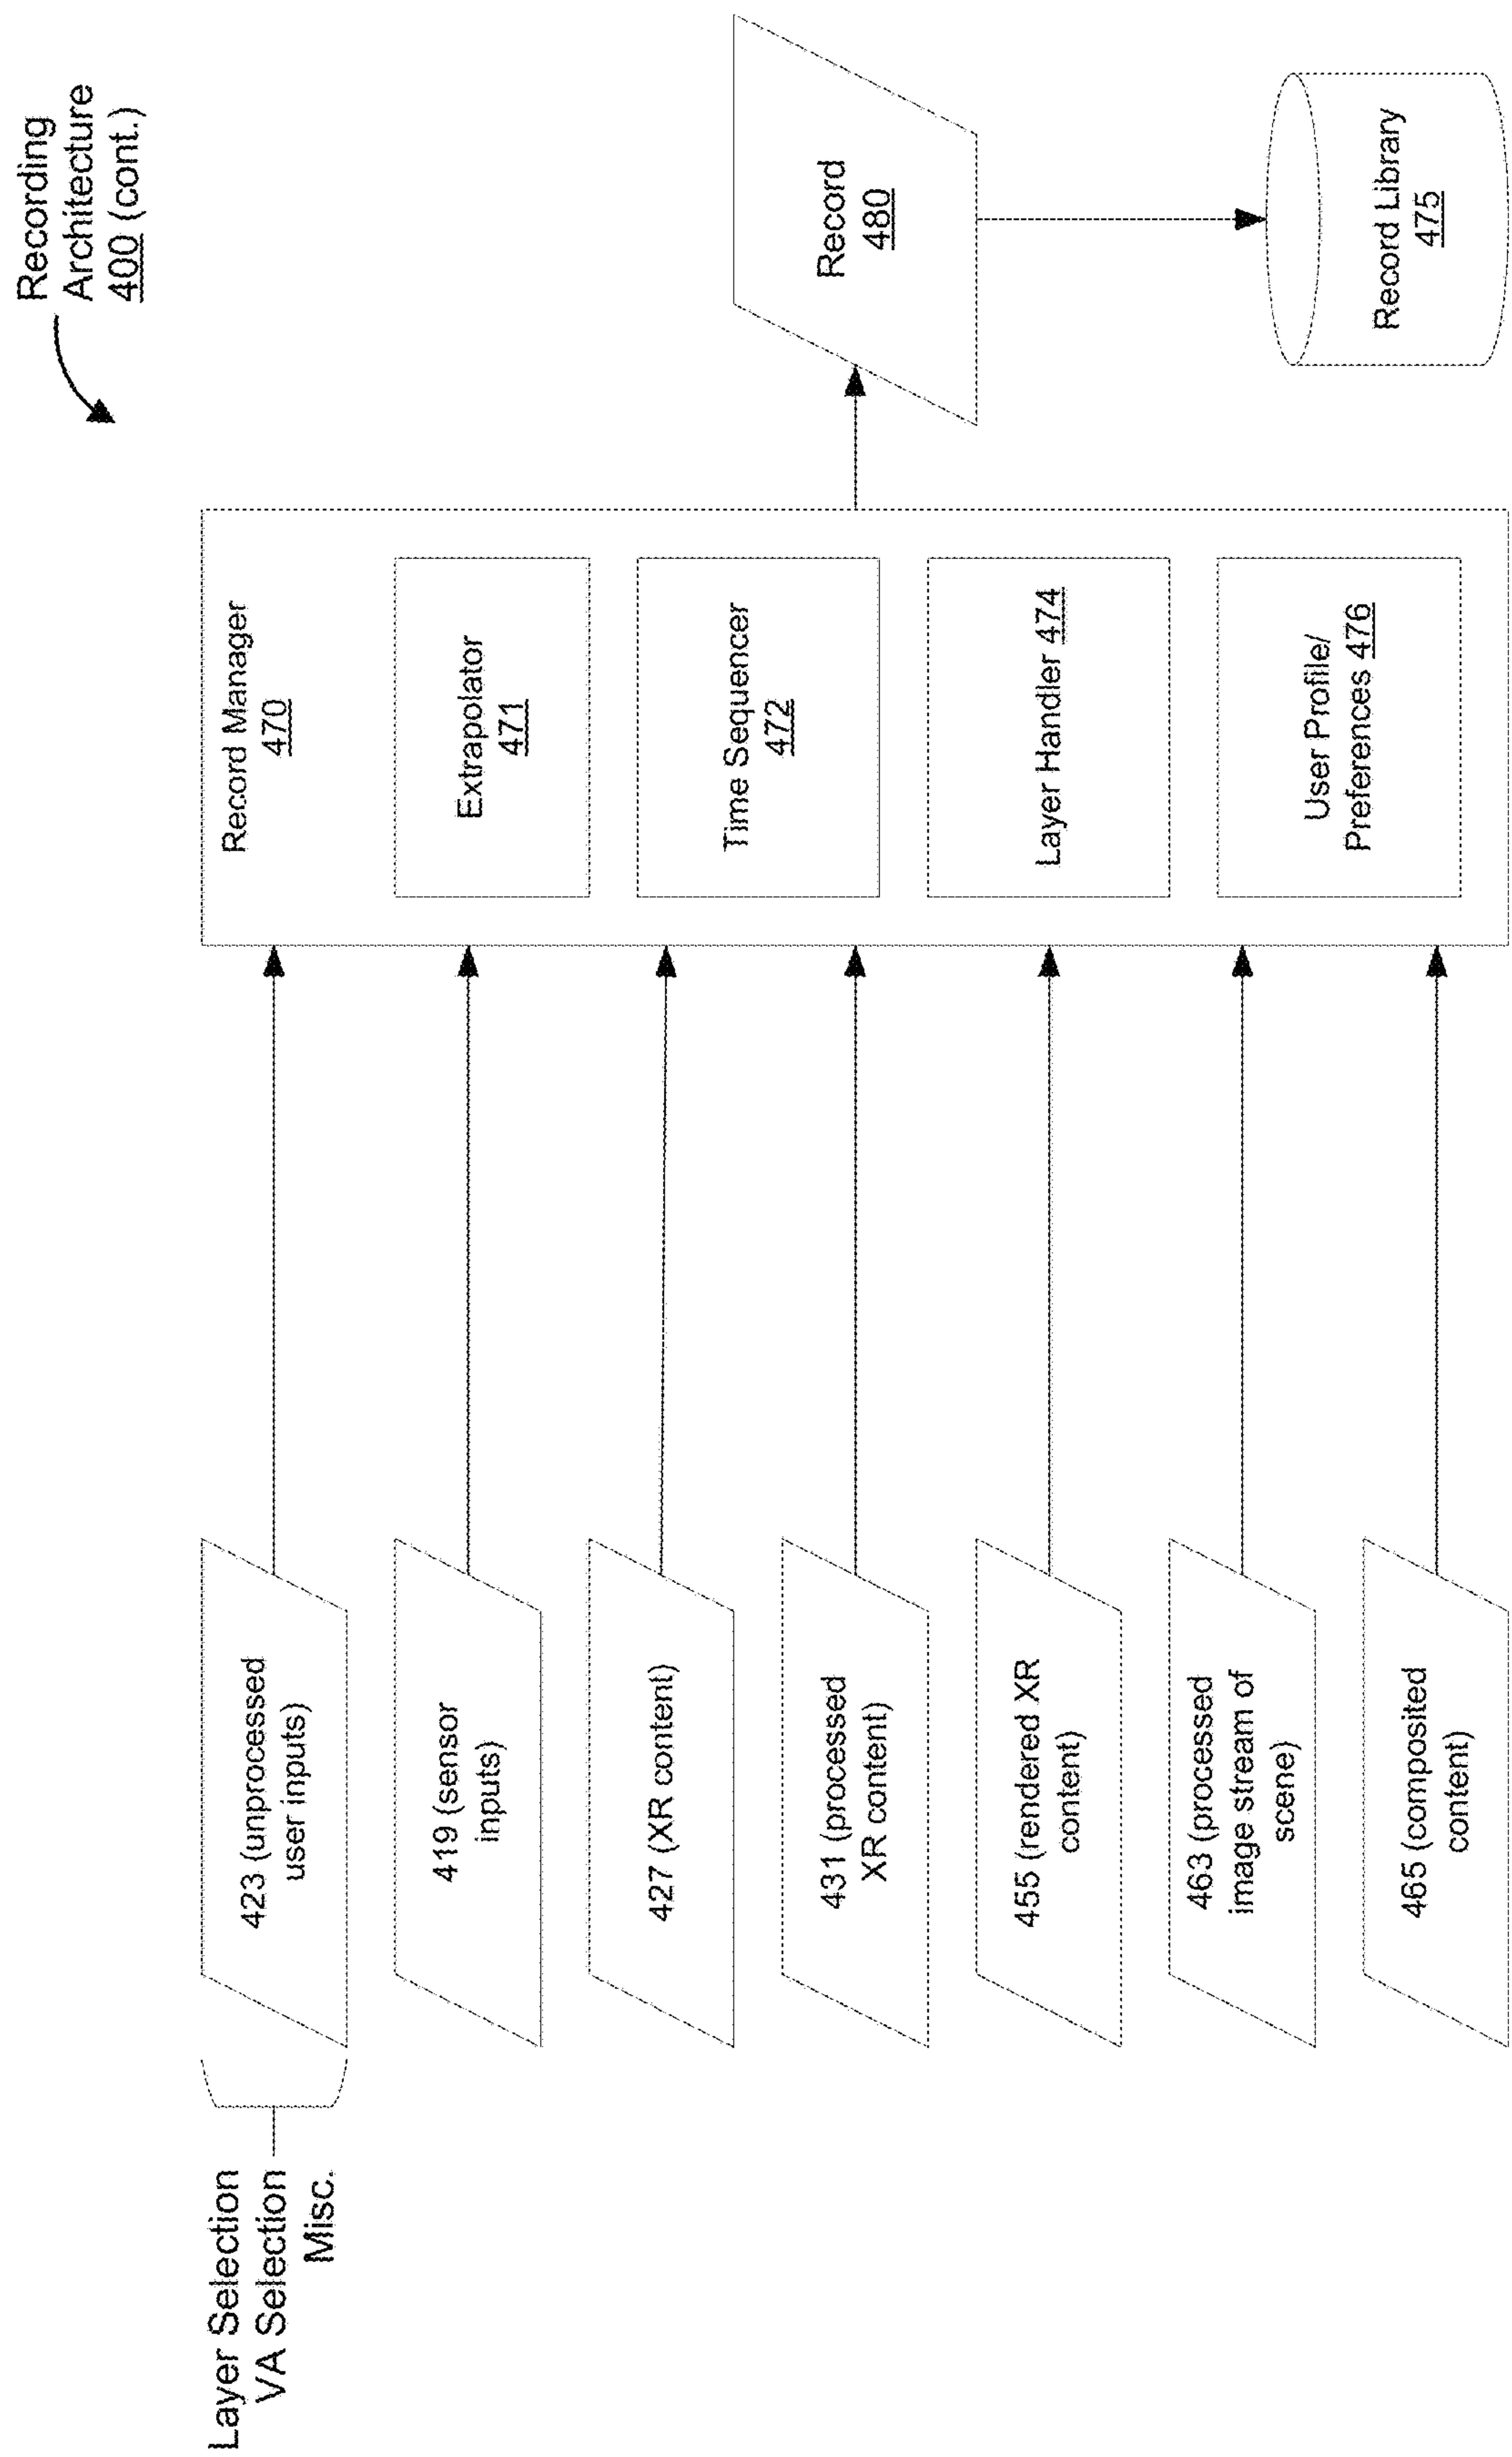 Recording
Architecture
400 (cont.)
Layer Selection
VA Selection
Misc.
423 (unprocessed
user inputs)
419 (sensor
inputs)
427 (XR content)
431 (processed
XR content)
455 (rendered XR
content)
463 (processed
image stream of
scene)
465 (composited
content)
Record Manager
470
Extrapolator
471
Time Sequencer
472
Layer Handler 474
User Profile/
Preferences 476
Record
480
Record Library
475